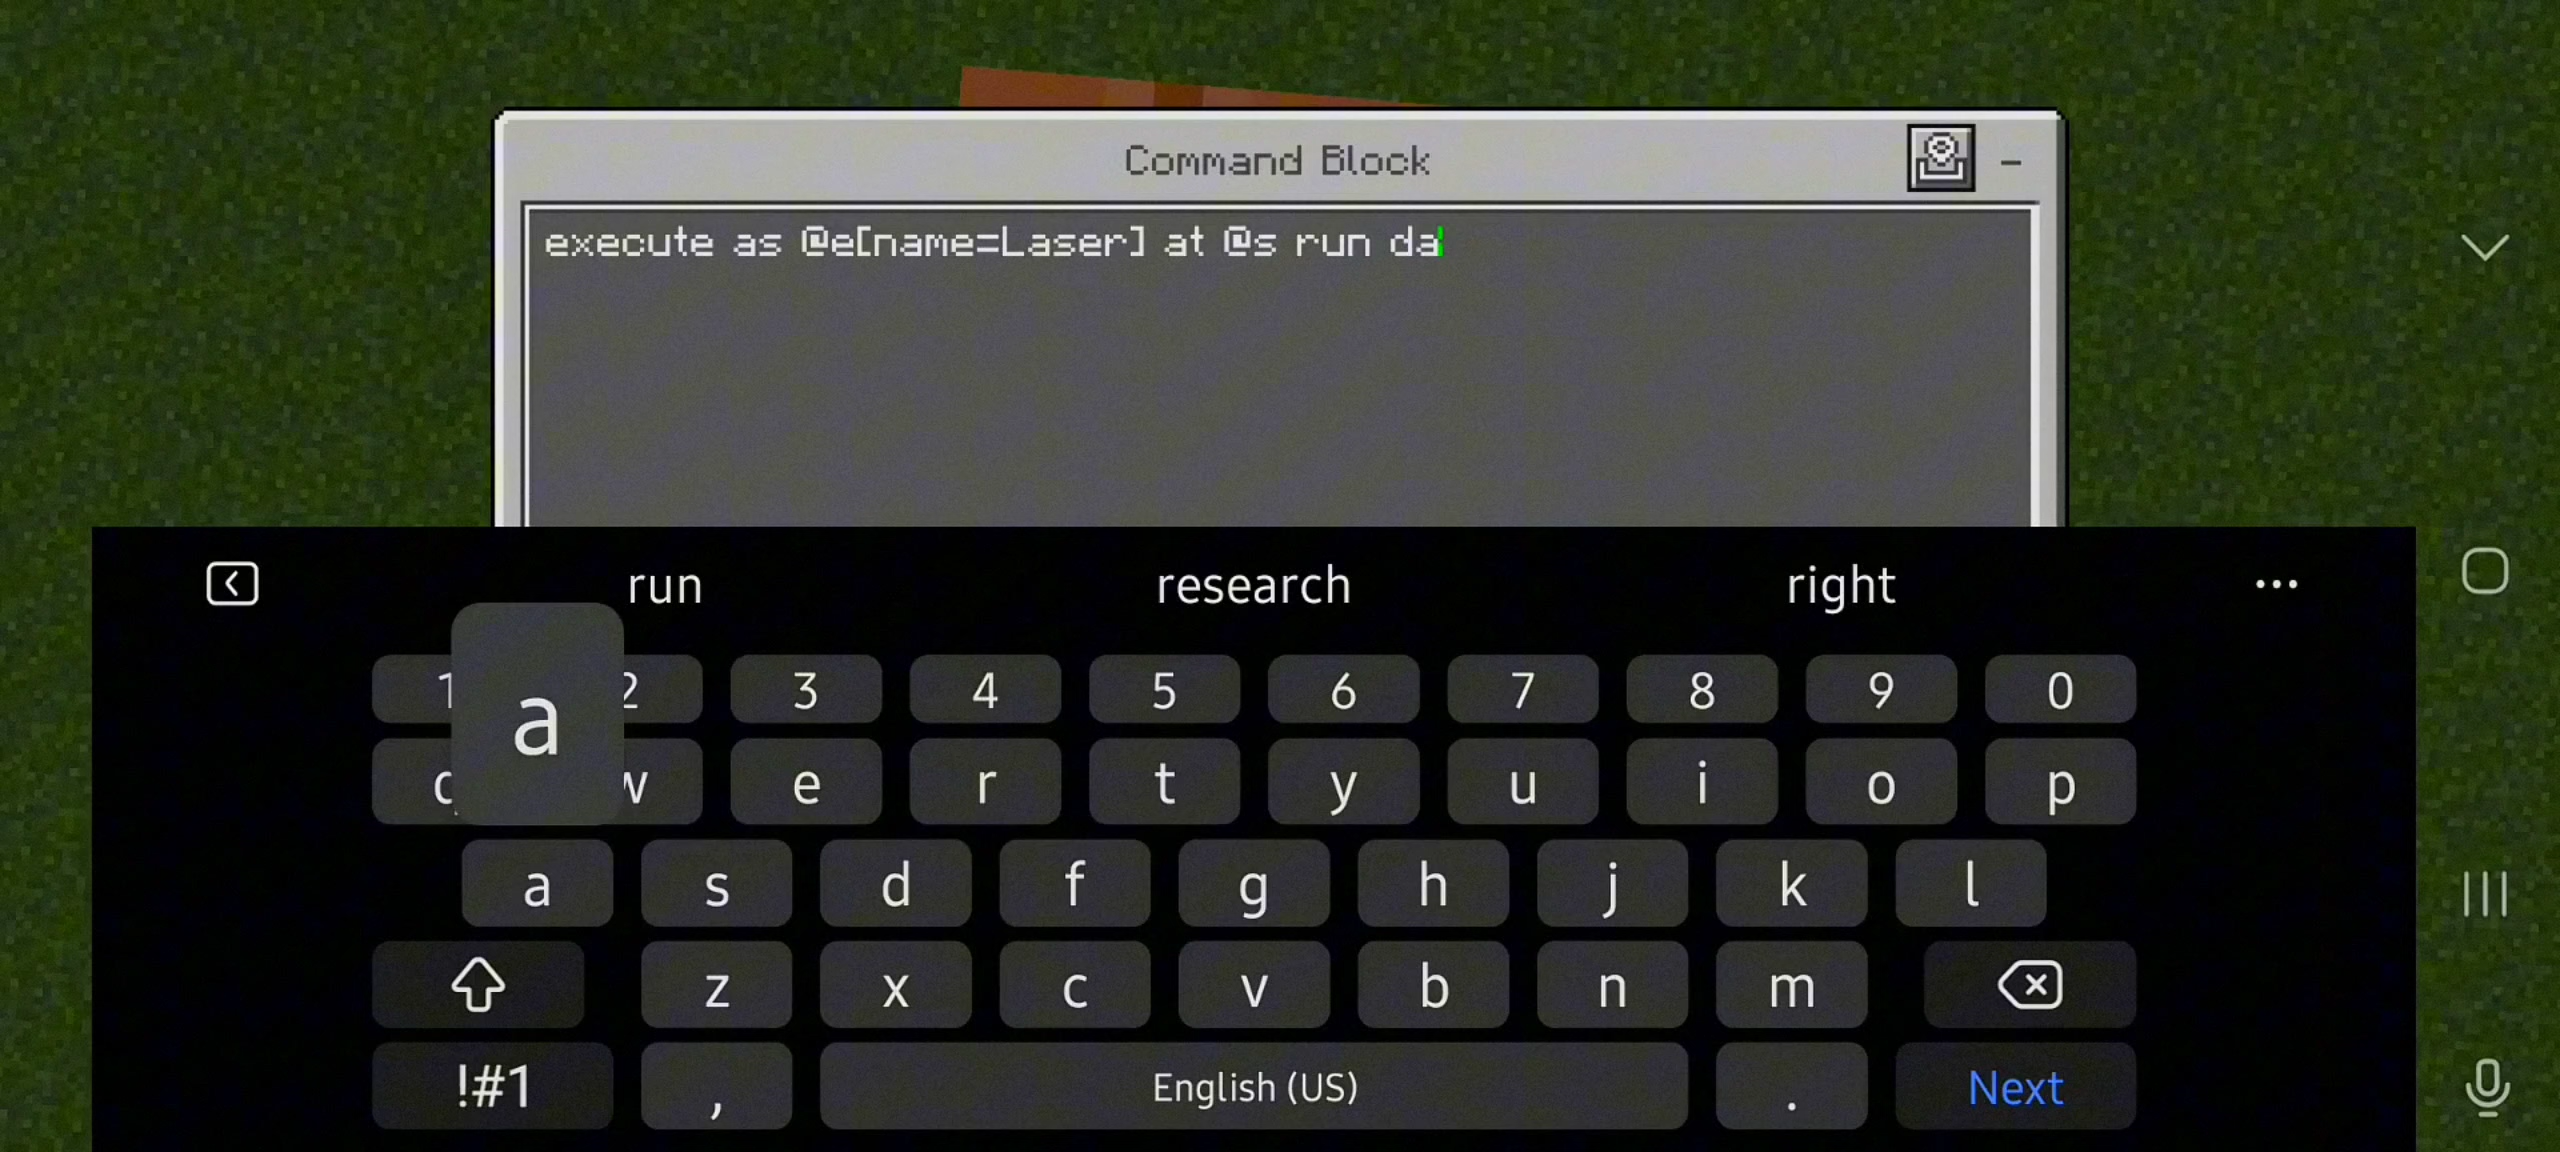 Command Block
execute as @e[name=Laser] at @s run da
run research right
1 2 3 4 5 6 7 8 9 0
a
q w e r t y u i o p
a s d f g h j k l
z x c v b n m
!#1 , English (US) . Next